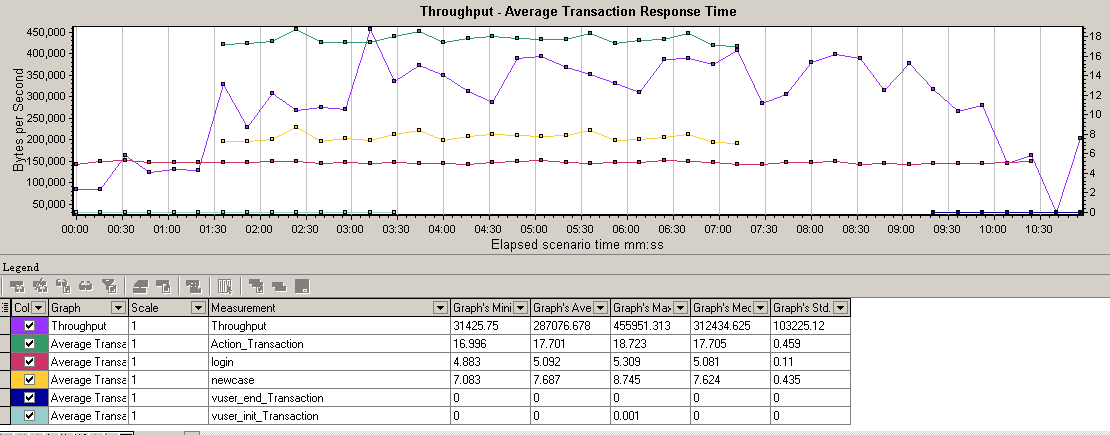 Throughput - Average Transaction Response Time
450,000
400,000
350,000
300,000
250,000
200,000
150,000
100,000
50,000
Bytes per Second
18
16
14
12
10
8
6
4
2
0
00:00 00:30 01:00 01:30 02:00 02:30 03:00 03:30 04:00 04:30 05:00 05:30 06:00 06:30 07:00 07:30 08:00 08:30 09:00 09:30 10:00 10:30
Elapsed scenario time mm:ss
Legend
Col Graph Scale Measurement Graph's Mini Graph's Ave Graph's Max Graph's Med Graph's Std.
Throughput 1 Throughput 31425.75 287076.678 455951.313 312434.625 103225.12
Average Transa 1 Action_Transaction 16.996 17.701 18.723 17.705 0.459
Average Transa 1 login 4.883 5.092 5.309 5.081 0.11
Average Transa 1 newcase 7.083 7.687 8.745 7.624 0.435
Average Transa 1 vuser_end_Transaction 0 0 0 0 0
Average Transa 1 vuser_init_Transaction 0 0 0.001 0 0